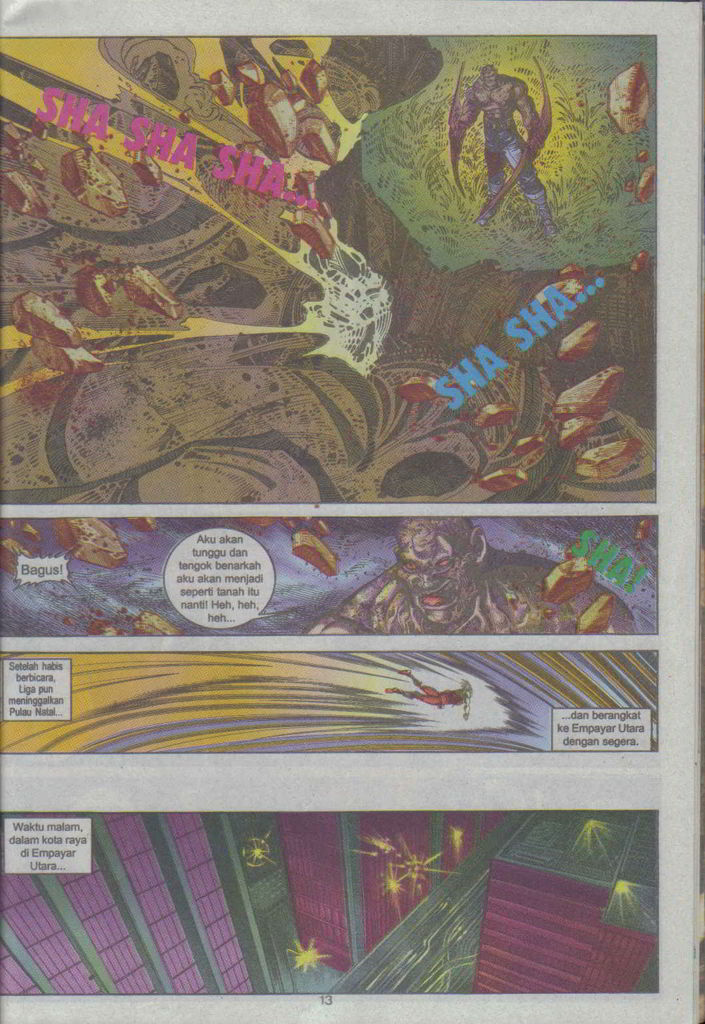 SHA SHA SHA...
SHA SHA...
Bagus!
Aku akan
tunggu dan
tengok benarkah
aku akan menjadi
seperti tanah itu
nanti! Heh, heh,
heh...
SHA!
Setelah habis
berbicara,
Liga pun
meninggalkan
Pulau Natal...
...dan berangkat
ke Empayar Utara
dengan segera.
Waktu malam,
dalam kota raya
di Empayar
Utara...
13